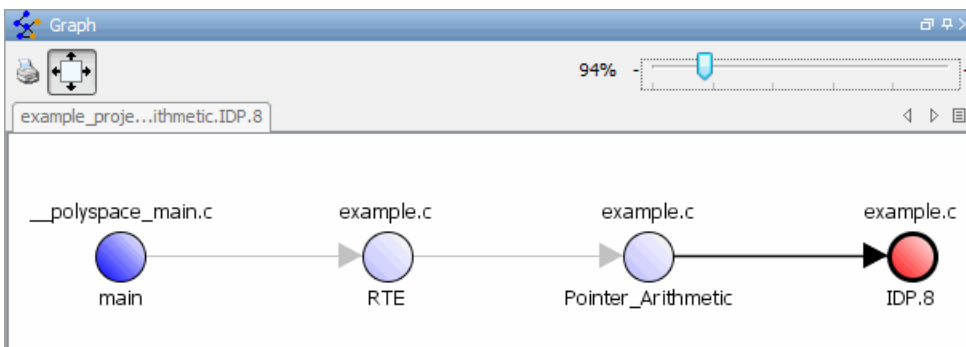 Graph
94%
example_proje...ithmetic.IDP.8
__polyspace_main.c example.c example.c example.c
main RTE Pointer_Arithmetic IDP.8